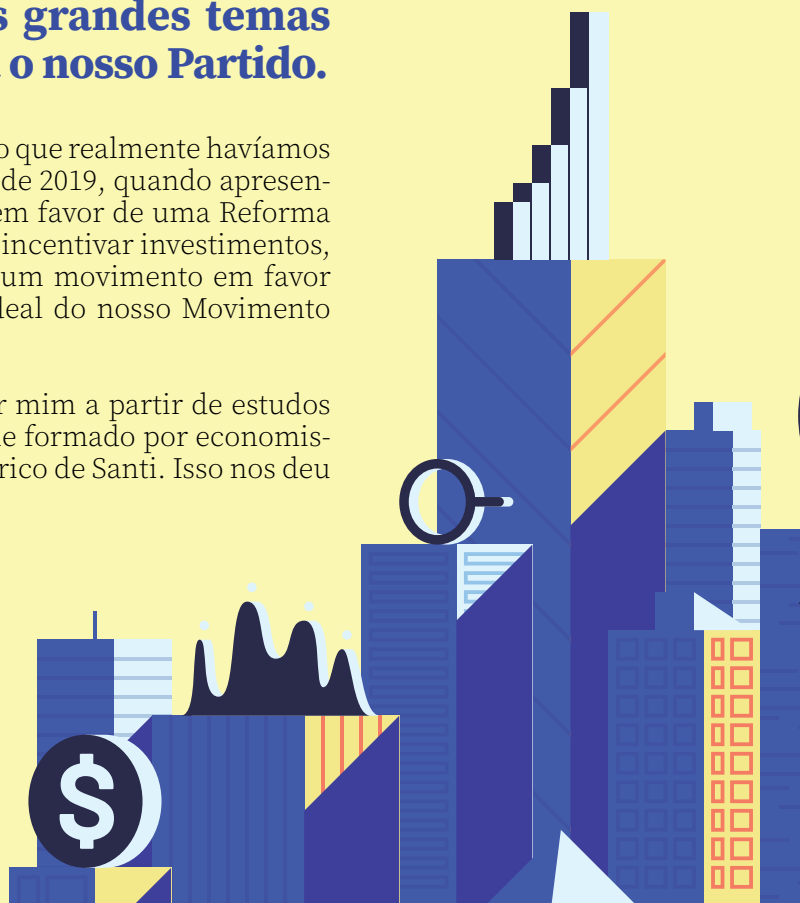 s grandes temas
o nosso Partido.
o que realmente havíamos
de 2019, quando apresen-
em favor de uma Reforma
incentivar investimentos,
um movimento em favor
deal do nosso Movimento
r mim a partir de estudos
e formado por economis-
rico de Santi. Isso nos deu
$